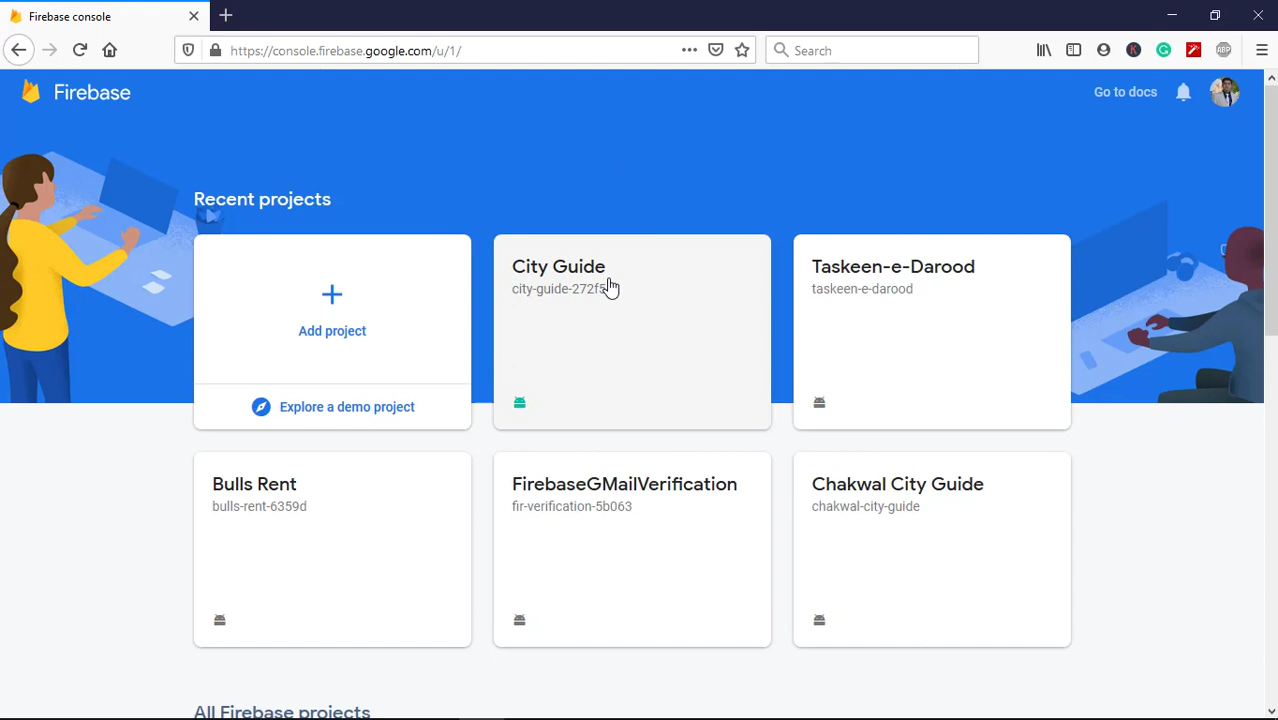 Firebase console
https://console.firebase.google.com/u/1/
Search
Firebase
Go to docs
Recent projects
Add project
Explore a demo project
City Guide
Taskeen-e-Darood
taskeen-e-darood
Bulls Rent
bulls-rent-6359d
FirebaseGMailVerification
fir-verification-5b063
Chakwal City Guide
chakwal-city-guide
All Firebase projects